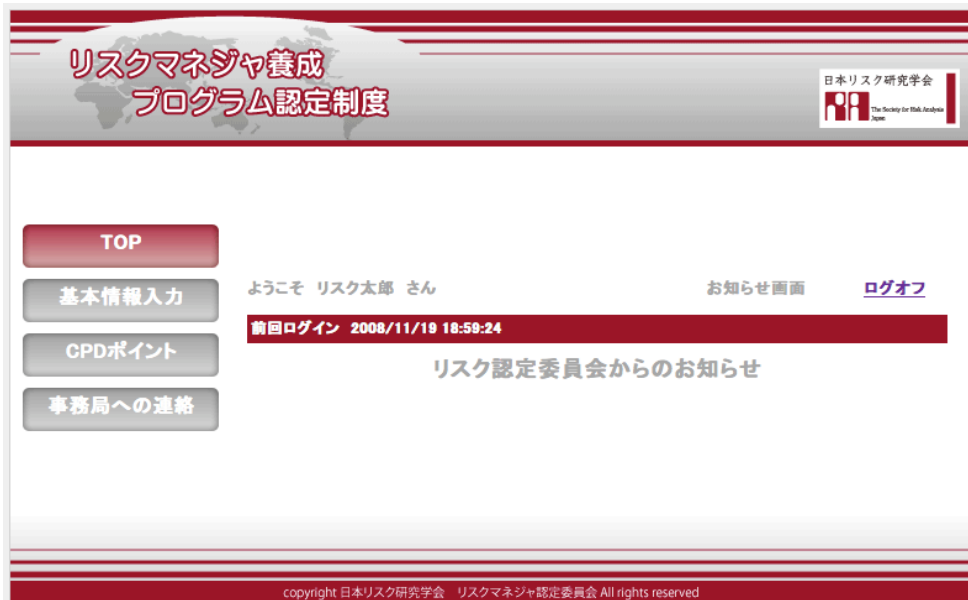 リスクマネジャ養成
プログラム認定制度
日本リスク研究学会
The Society for Risk Analysis
Japan
TOP
基本情報入力
CPDポイント
事務局への連絡
ようこそ リスク太郎 さん
お知らせ画面
ログオフ
前回ログイン 2008/11/19 18:59:24
リスク認定委員会からのお知らせ
copyright 日本リスク研究学会 リスクマネジャ認定委員会 All rights reserved